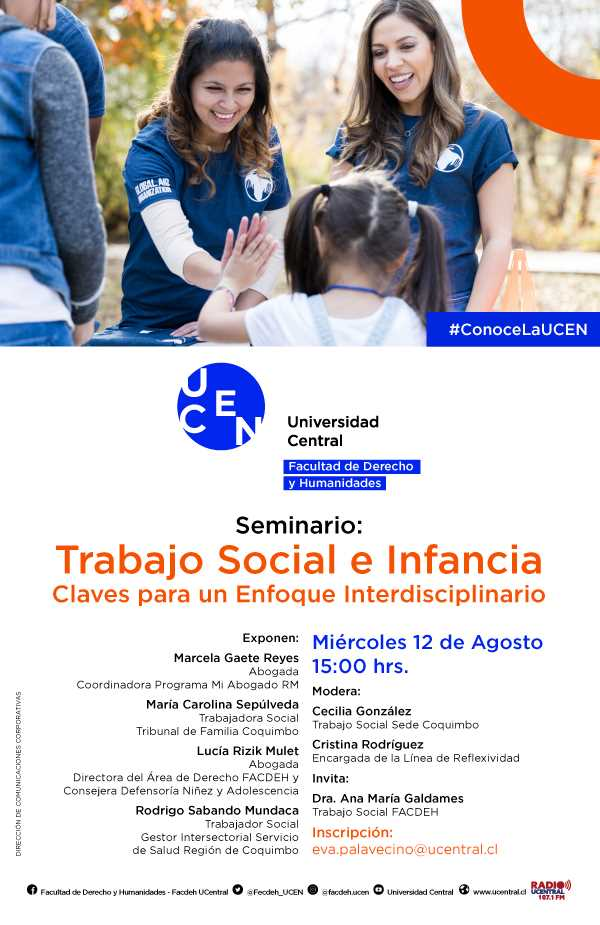 GLOBAL AID
ORGANIZATION
#ConoceLaUCEN
U
C E N
Universidad
Central
Facultad de Derecho
y Humanidades
Seminario:
Trabajo Social e Infancia
Claves para un Enfoque Interdisciplinario
Exponen:
Marcela Gaete Reyes
Abogada
Coordinadora Programa Mi Abogado RM
María Carolina Sepúlveda
Trabajadora Social
Tribunal de Familia Coquimbo
Lucía Rizik Mulet
Abogada
Directora del Área de Derecho FACDEH y
Consejera Defensoría Niñez y Adolescencia
Rodrigo Sabando Mundaca
Trabajador Social
Gestor Intersectorial Servicio
de Salud Región de Coquimbo
Miércoles 12 de Agosto
15:00 hrs.
Modera:
Cecilia González
Trabajo Social Sede Coquimbo
Cristina Rodríguez
Encargada de la Línea de Reflexividad
Invita:
Dra. Ana María Galdames
Trabajo Social FACDEH
Inscripción:
eva.palavecino@ucentral.cl
DIRECCIÓN DE COMUNICACIONES CORPORATIVAS
Facultad de Derecho y Humanidades - Facdeh UCentral @Fecdeh_UCEN @facdeh.ucen Universidad Central www.ucentral.cl
RADIO
UCENTRAL
107.1 FM